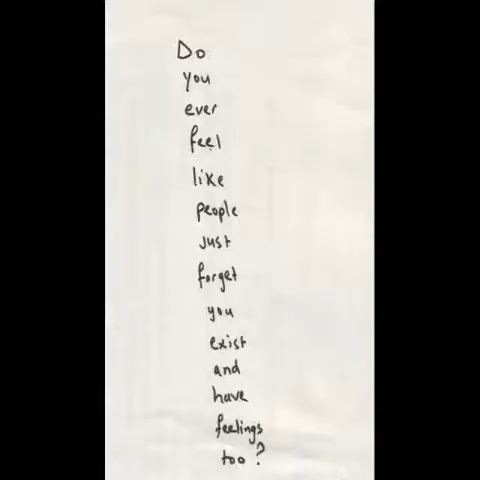 Do
you
ever
feel
like
people
just
forget
you
exist
and
have
feelings
too?